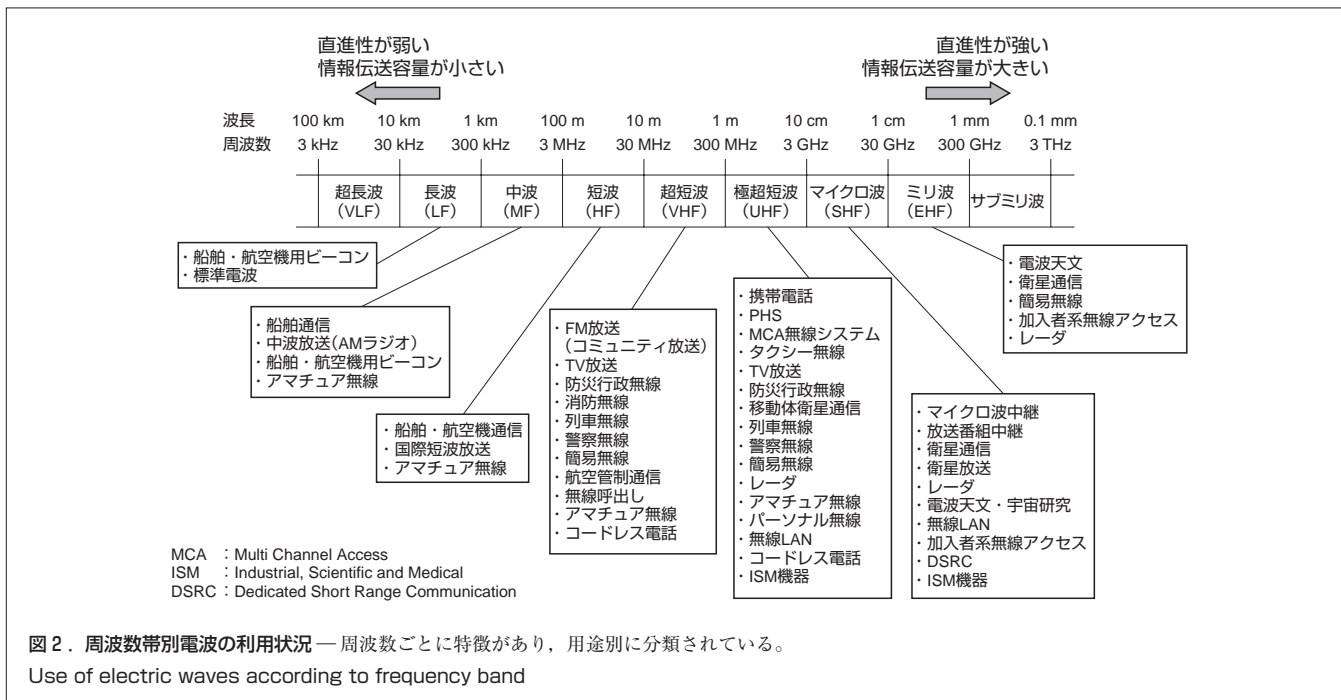 直進性が弱い
情報伝送容量が小さい
直進性が強い
情報伝送容量が大きい
波長 100 km 10 km 1 km 100 m 10 m 1 m 10 cm 1 cm 1 mm 0.1 mm
周波数 3 kHz 30 kHz 300 kHz 3 MHz 30 MHz 300 MHz 3 GHz 30 GHz 300 GHz 3 THz
超長波 長波 中波 短波 超短波 極超短波 マイクロ波 ミリ波 サブミリ波
(VLF) (LF) (MF) (HF) (VHF) (UHF) (SHF) (EHF)
・船舶・航空機用ビーコン
・標準電波
・船舶通信
・中波放送(AMラジオ)
・船舶・航空機用ビーコン
・アマチュア無線
・船舶・航空機通信
・国際短波放送
・アマチュア無線
・FM放送
(コミュニティ放送)
・TV放送
・防災行政無線
・消防無線
・列車無線
・警察無線
・簡易無線
・航空管制通信
・無線呼出し
・アマチュア無線
・コードレス電話
・携帯電話
・PHS
・MCA無線システム
・タクシー無線
・TV放送
・防災行政無線
・移動体衛星通信
・列車無線
・警察無線
・簡易無線
・レーダ
・アマチュア無線
・パーソナル無線
・無線LAN
・コードレス電話
・ISM機器
・マイクロ波中継
・放送番組中継
・衛星通信
・衛星放送
・レーダ
・電波天文・宇宙研究
・無線LAN
・加入者系無線アクセス
・DSRC
・ISM機器
・電波天文
・衛星通信
・簡易無線
・加入者系無線アクセス
・レーダ
MCA ：Multi Channel Access
ISM ：Industrial, Scientific and Medical
DSRC ：Dedicated Short Range Communication
図2．周波数帯別電波の利用状況 — 周波数ごとに特徴があり，用途別に分類されている。
Use of electric waves according to frequency band